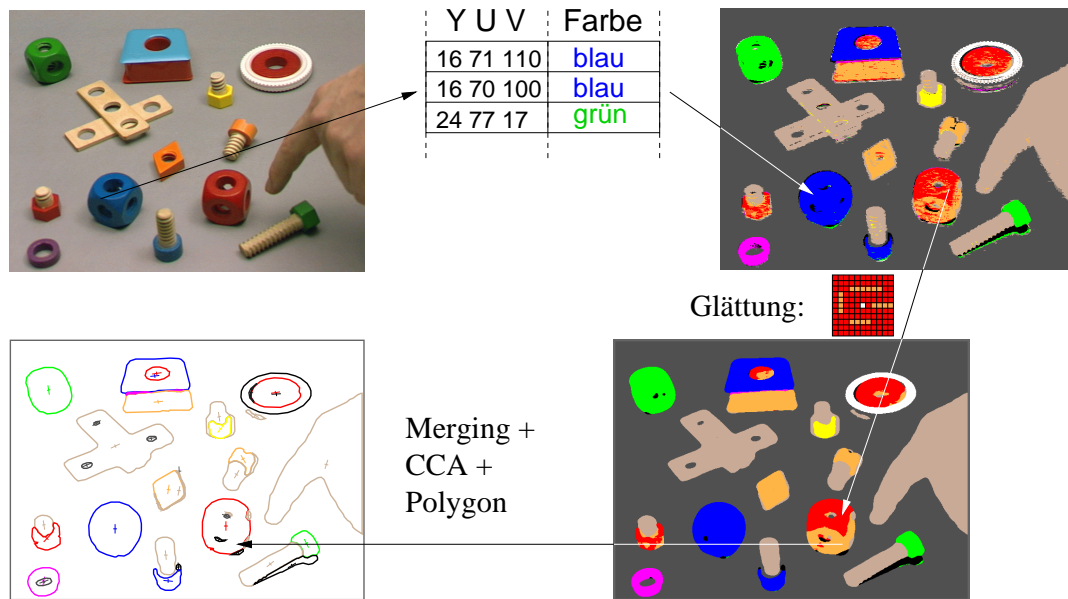 Y U V Farbe
16 71 110 blau
16 70 100 blau
24 77 17 grün
Glättung:
Merging +
CCA +
Polygon